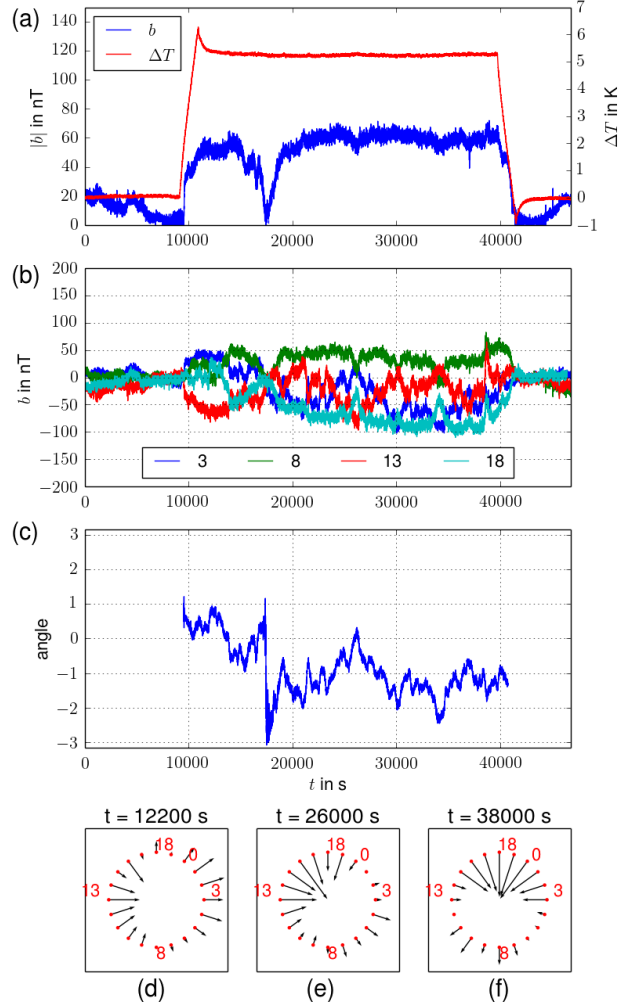 (a)
b
ΔT
|b| in nT
ΔT in K
140
120
100
80
60
40
20
0
7
6
5
4
3
2
1
0
−1
0 10000 20000 30000 40000
(b)
b in nT
200
150
100
50
0
−50
−100
−150
−200
3 8 13 18
0 10000 20000 30000 40000
(c)
angle
3
2
1
0
−1
−2
−3
0 10000 20000 30000 40000
t in s
t = 12200 s t = 26000 s t = 38000 s
18 0 13 3 8
18 0 13 3 8
18 0 13 3 8
(d) (e) (f)